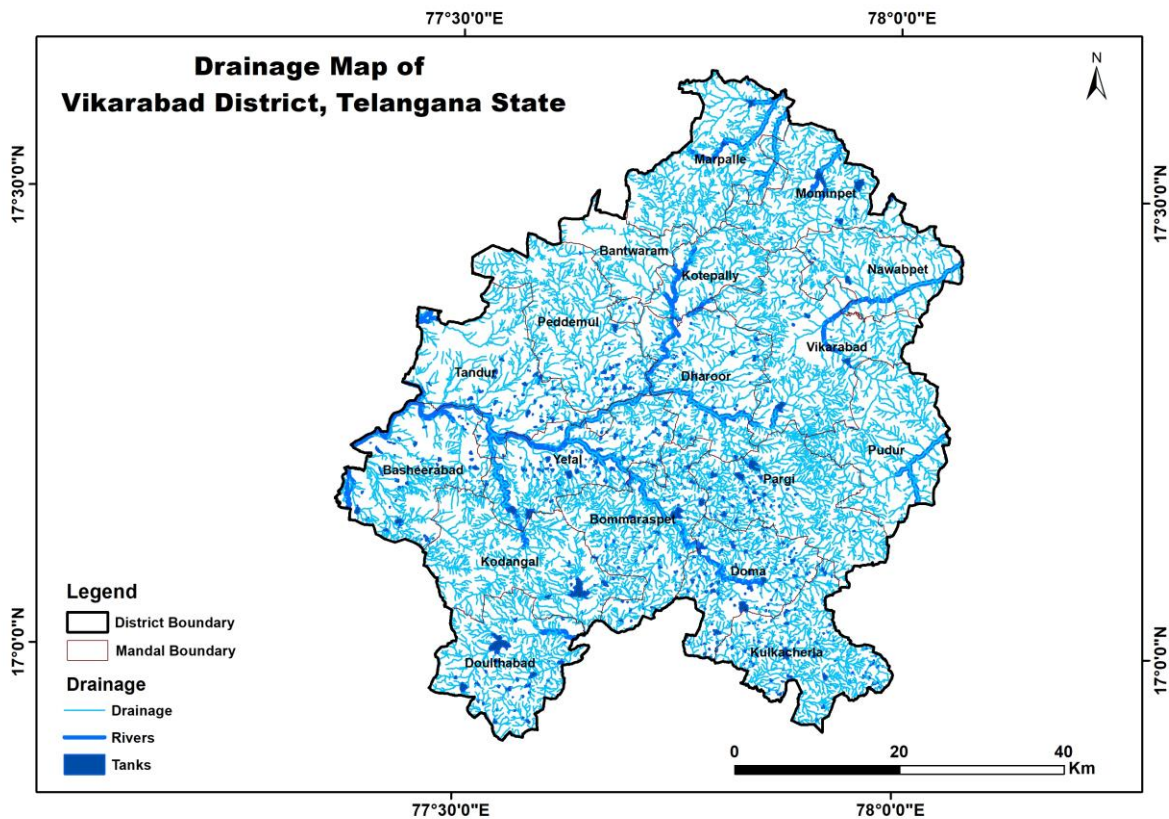 77°30'0"E
78°0'0"E
Drainage Map of
Vikarabad District, Telangana State
N
17°30'0"N
17°30'0"N
Marpalle
Mominpet
Bantwaram
Kotepally
Nawabpet
Peddemul
Vikarabad
Tandur
Dharoor
Pudur
Yelal
Basheerabad
Pargi
Bommaraspet
Kodangal
Doma
Legend
District Boundary
Mandal Boundary
17°0'0"N
17°0'0"N
Doulthabad
Kulkacherla
Drainage
Drainage
Rivers
Tanks
0
20
40
Km
77°30'0"E
78°0'0"E